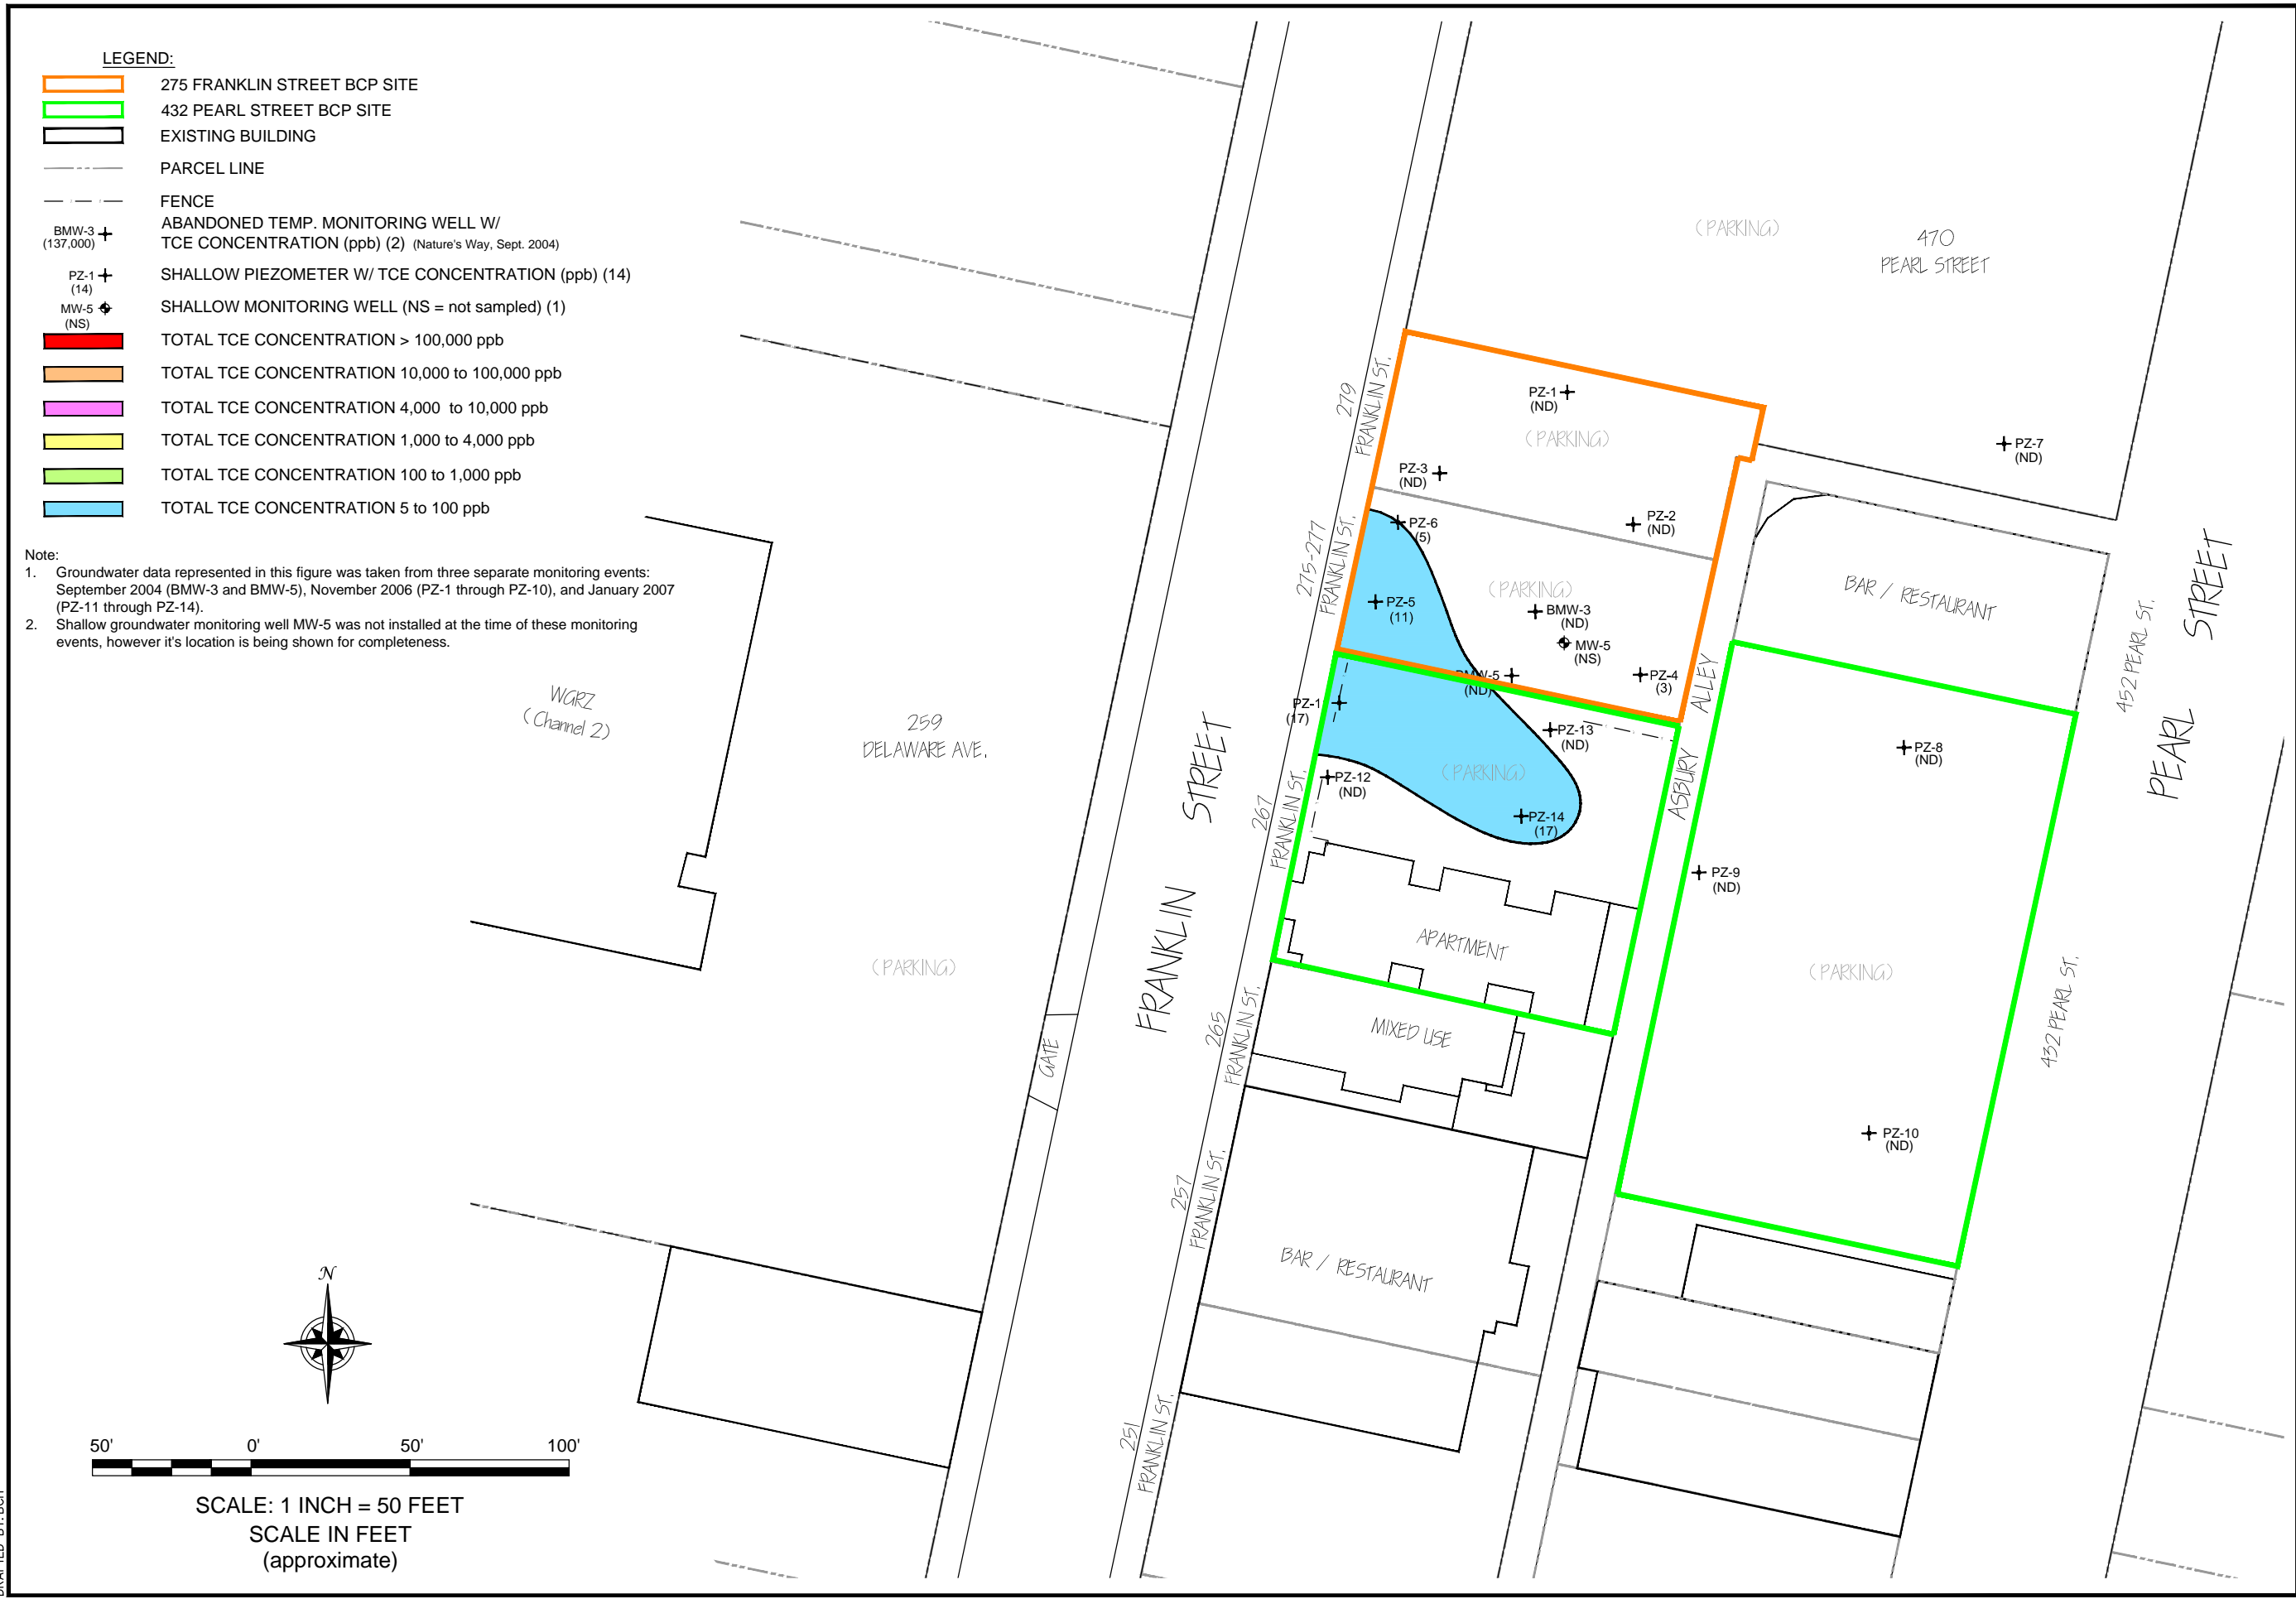 LEGEND:
275 FRANKLIN STREET BCP SITE
432 PEARL STREET BCP SITE
EXISTING BUILDING
PARCEL LINE
FENCE
BMW-3
(137,000)
ABANDONED TEMP. MONITORING WELL W/
TCE CONCENTRATION (ppb) (2) (Nature's Way, Sept. 2004)
PZ-1
(14)
SHALLOW PIEZOMETER W/ TCE CONCENTRATION (ppb) (14)
MW-5
(NS)
SHALLOW MONITORING WELL (NS = not sampled) (1)
TOTAL TCE CONCENTRATION > 100,000 ppb
TOTAL TCE CONCENTRATION 10,000 to 100,000 ppb
TOTAL TCE CONCENTRATION 4,000 to 10,000 ppb
TOTAL TCE CONCENTRATION 1,000 to 4,000 ppb
TOTAL TCE CONCENTRATION 100 to 1,000 ppb
TOTAL TCE CONCENTRATION 5 to 100 ppb
Note:
1. Groundwater data represented in this figure was taken from three separate monitoring events:
September 2004 (BMW-3 and BMW-5), November 2006 (PZ-1 through PZ-10), and January 2007
(PZ-11 through PZ-14).
2. Shallow groundwater monitoring well MW-5 was not installed at the time of these monitoring
events, however it's location is being shown for completeness.
(PARKING)
470
PEARL STREET
279
FRANKLIN ST.
PZ-1
(ND)
(PARKING)
PZ-3
(ND)
PZ-7
(ND)
PZ-2
(ND)
PZ-6
(5)
275-277
FRANKLIN ST.
(PARKING)
PZ-5
(11)
BMW-3
(ND)
MW-5
(NS)
BMW-5
(ND)
PZ-4
(3)
BAR / RESTAURANT
452 PEARL ST.
PEARL STREET
ASBURY ALLEY
PZ-1
(17)
PZ-13
(ND)
PZ-8
(ND)
(PARKING)
PZ-12
(ND)
PZ-14
(17)
267
FRANKLIN ST.
PZ-9
(ND)
WGRZ
(Channel 2)
259
DELAWARE AVE.
(PARKING)
FRANKLIN STREET
APARTMENT
(PARKING)
432 PEARL ST.
MIXED USE
265
FRANKLIN ST.
GATE
PZ-10
(ND)
257
FRANKLIN ST.
BAR / RESTAURANT
251
FRANKLIN ST.
N
50' 0' 50' 100'
SCALE: 1 INCH = 50 FEET
SCALE IN FEET
(approximate)